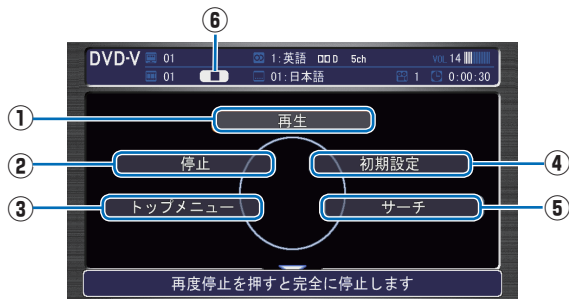 ⑥
DVD-V 01 1:英語 DD D 5ch VOL 14
01 01:日本語 1 0:00:30
① 再生
② 停止 初期設定 ④
③ トップメニュー サーチ ⑤
再度停止を押すと完全に停止します